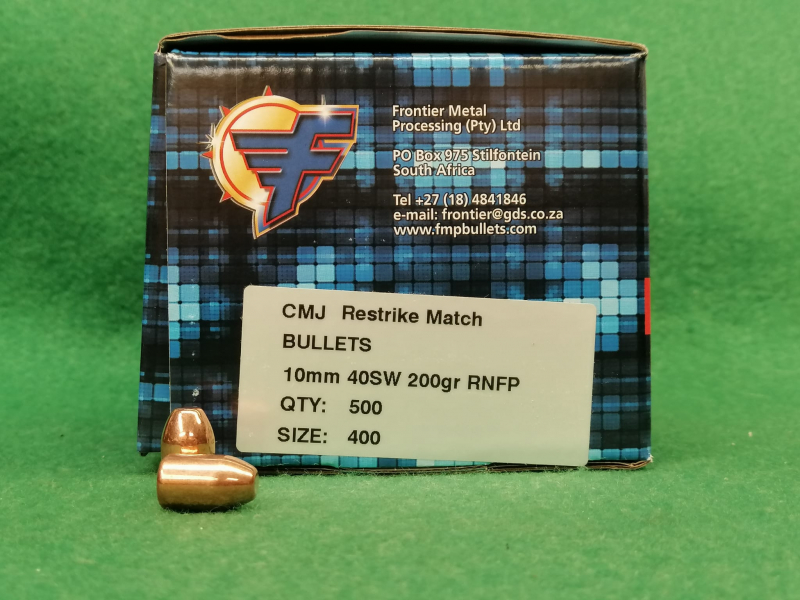 Frontier Metal
Processing (Pty) Ltd
PO Box 975 Stilfontein
South Africa
Tel +27 (18) 4841846
e-mail: frontier@gds.co.za
www.fmpbullets.com
CMJ Restrike Match
BULLETS
10mm 40SW 200gr RNFP
QTY: 500
SIZE: 400